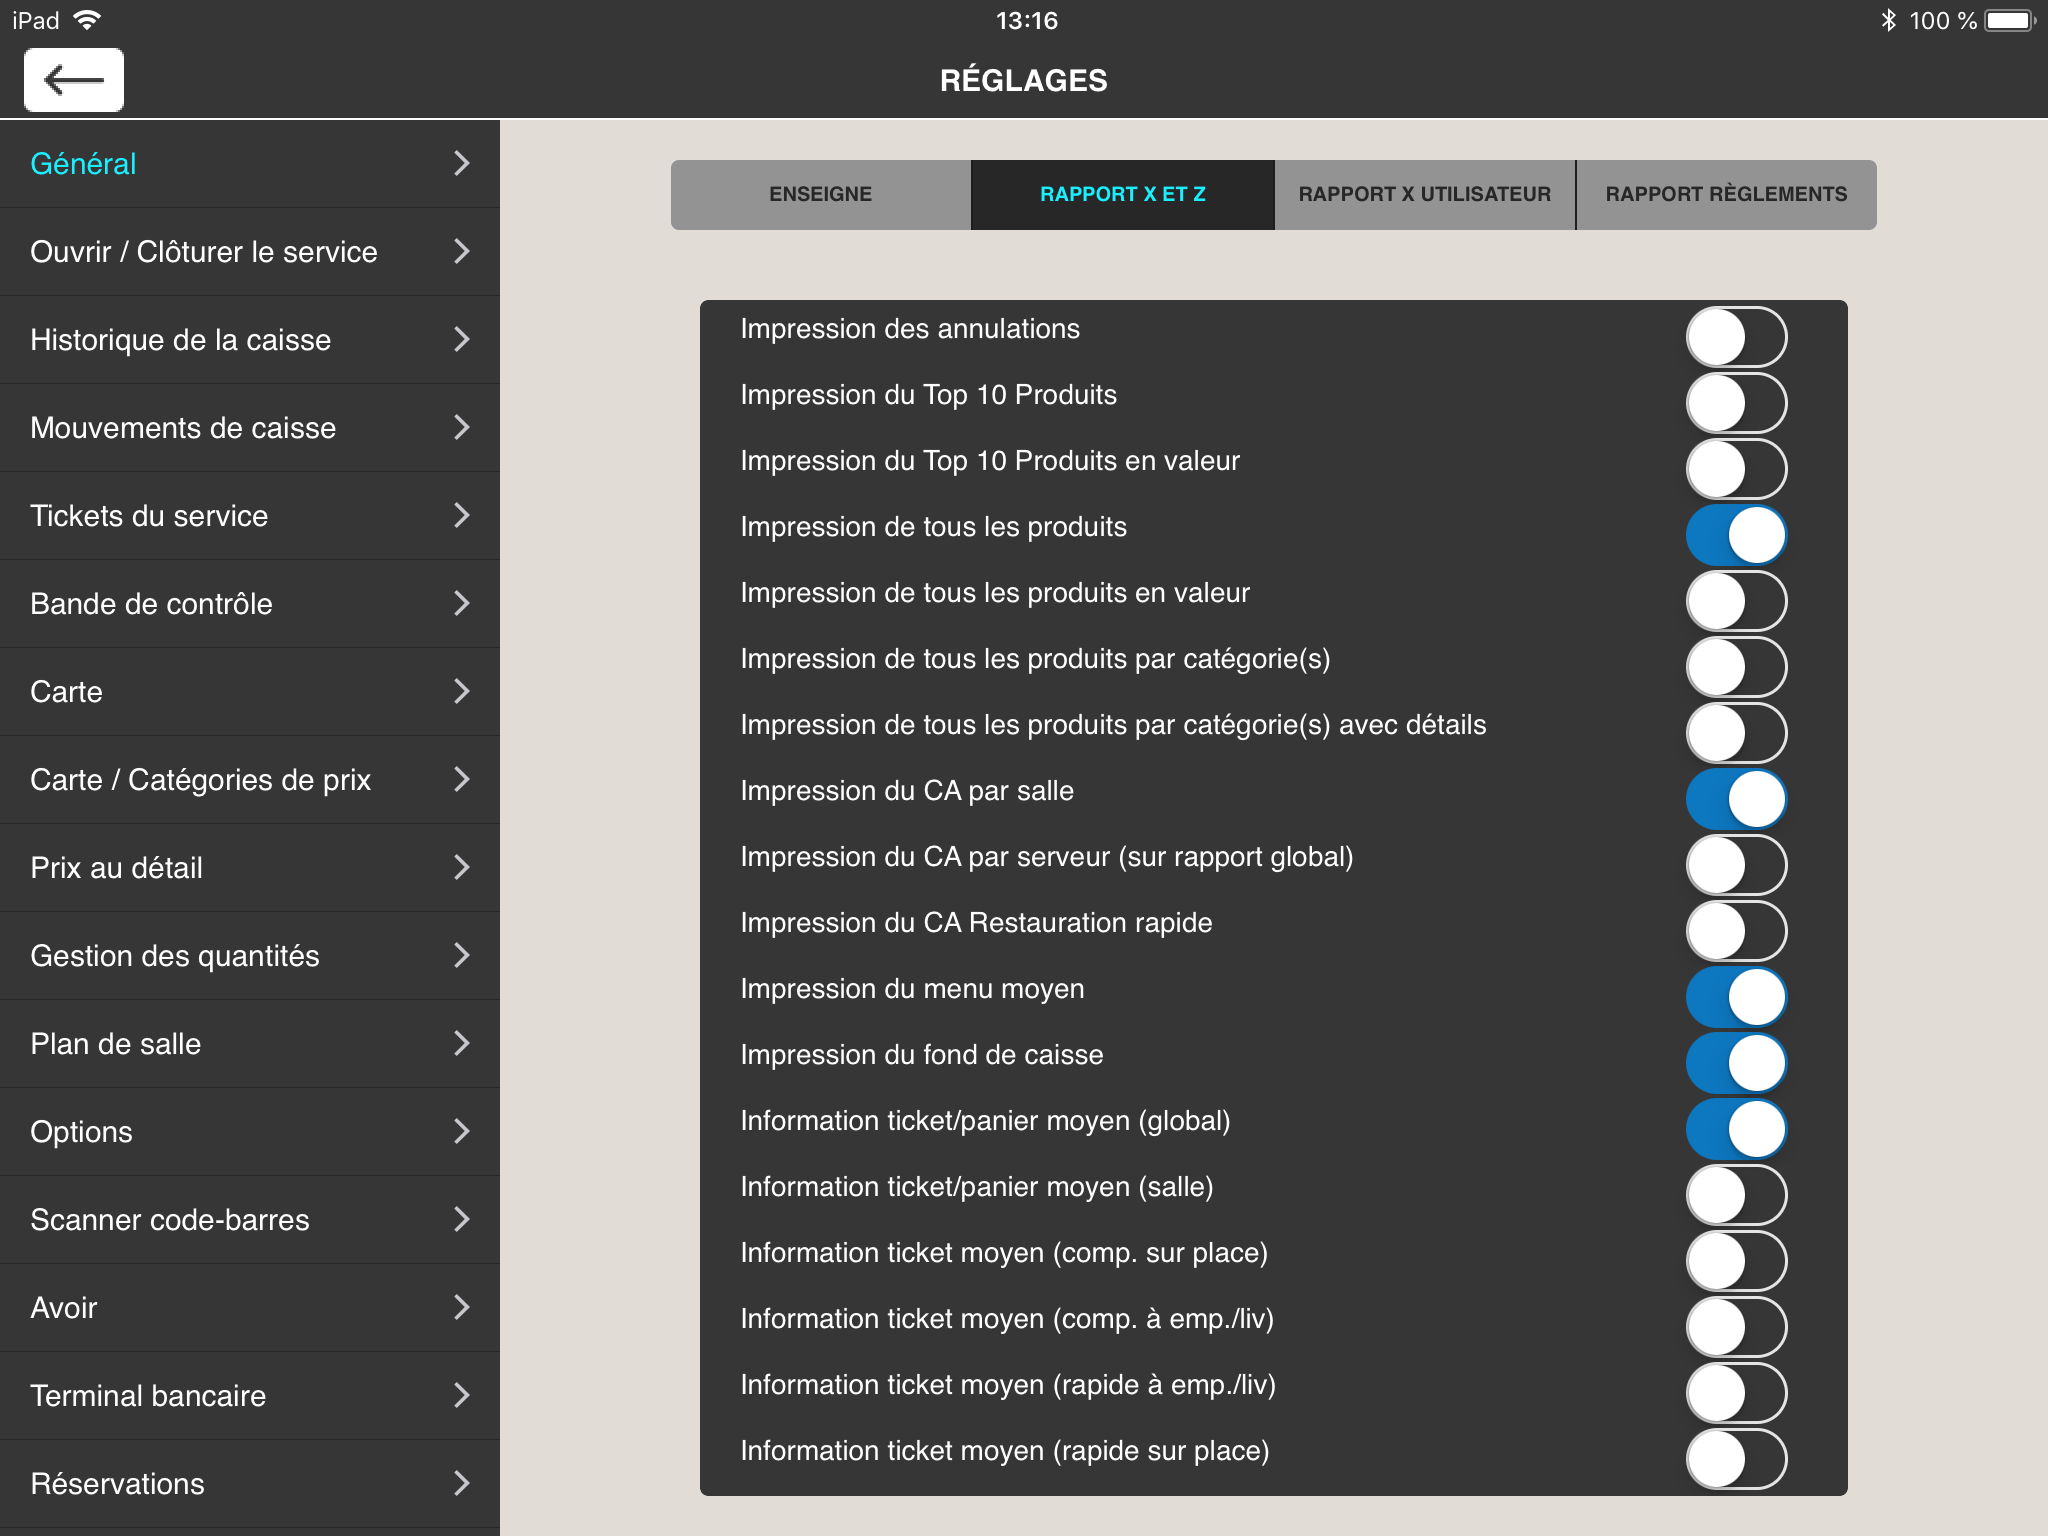 iPad 13:16 100 %
RÉGLAGES
Général
Ouvrir / Clôturer le service
Historique de la caisse
Mouvements de caisse
Tickets du service
Bande de contrôle
Carte
Carte / Catégories de prix
Prix au détail
Gestion des quantités
Plan de salle
Options
Scanner code-barres
Avoir
Terminal bancaire
Réservations
ENSEIGNE RAPPORT X ET Z RAPPORT X UTILISATEUR RAPPORT RÈGLEMENTS
Impression des annulations
Impression du Top 10 Produits
Impression du Top 10 Produits en valeur
Impression de tous les produits
Impression de tous les produits en valeur
Impression de tous les produits par catégorie(s)
Impression de tous les produits par catégorie(s) avec détails
Impression du CA par salle
Impression du CA par serveur (sur rapport global)
Impression du CA Restauration rapide
Impression du menu moyen
Impression du fond de caisse
Information ticket/panier moyen (global)
Information ticket/panier moyen (salle)
Information ticket moyen (comp. sur place)
Information ticket moyen (comp. à emp./liv)
Information ticket moyen (rapide à emp./liv)
Information ticket moyen (rapide sur place)